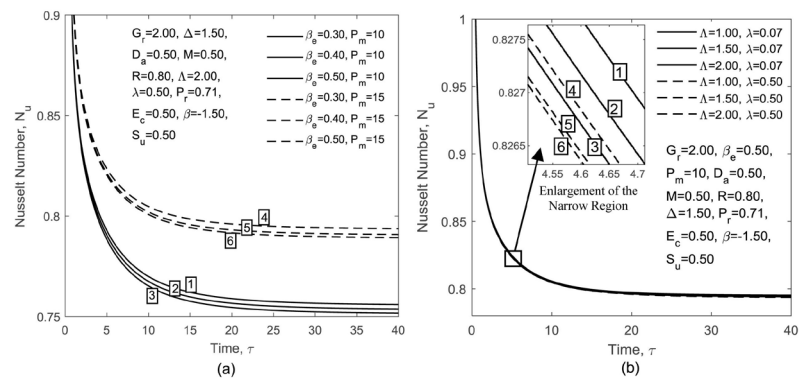 Nusselt Number, Nu
0.9
0.85
0.8
0.75
Gr=2.00, Δ=1.50,
Da=0.50, M=0.50,
R=0.80, Λ=2.00,
λ=0.50, Pr=0.71,
Ec=0.50, β=-1.50,
Su=0.50
βe=0.30, Pm=10
βe=0.40, Pm=10
βe=0.50, Pm=10
βe=0.30, Pm=15
βe=0.40, Pm=15
βe=0.50, Pm=15
6 5 4
3 2 1
0 5 10 15 20 25 30 35 40
Time, τ
(a)
Nusselt Number, Nu
1
0.95
0.9
0.85
0.8
0.8275
0.827
0.8265
1
4
2
5
6 3
4.55 4.6 4.65 4.7
Enlargement of the
Narrow Region
Λ=1.00, λ=0.07
Λ=1.50, λ=0.07
Λ=2.00, λ=0.07
Λ=1.00, λ=0.50
Λ=1.50, λ=0.50
Λ=2.00, λ=0.50
Gr=2.00, βe=0.50,
Pm=10, Da=0.50,
M=0.50, R=0.80,
Δ=1.50, Pr=0.71,
Ec=0.50, β=-1.50,
Su=0.50
0 10 20 30 40
Time, τ
(b)